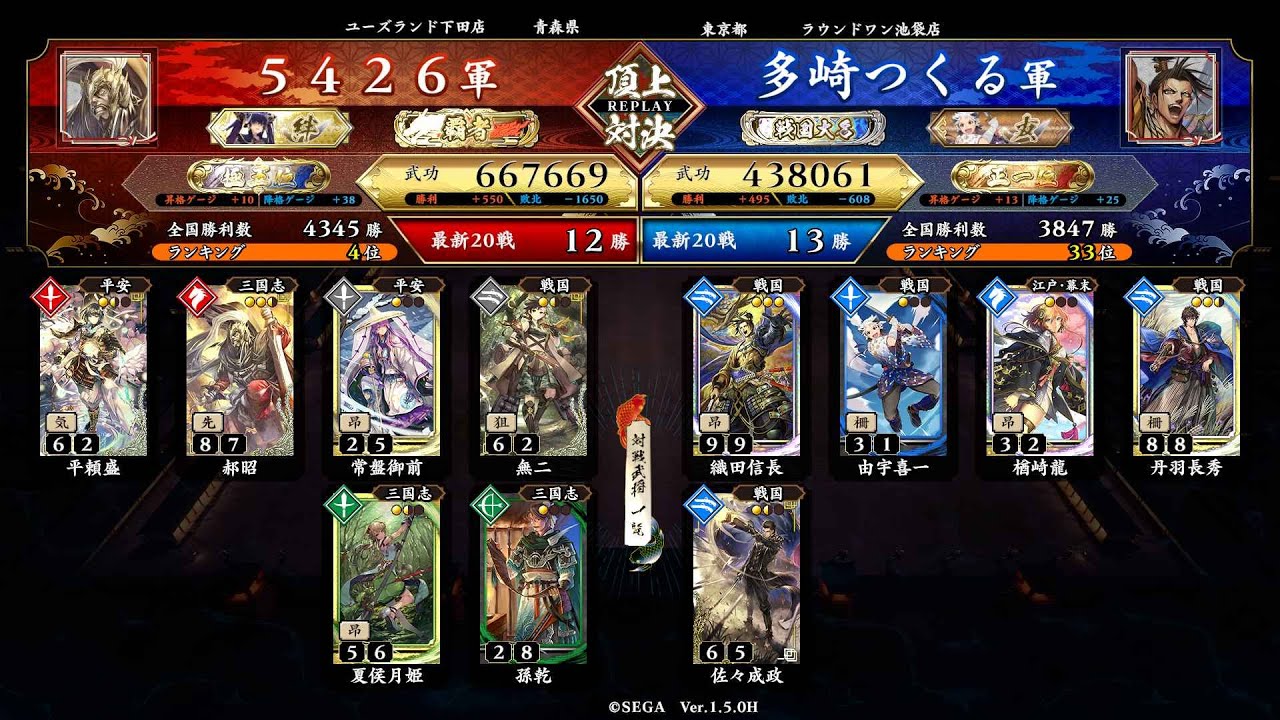 ユーズランド下田店 青森県 東京都 ラウンドワン池袋店
5426軍 頂上 多崎つくる軍
REPLAY
対決
絆 覇者 戦国大名 玄
正一位
武功 667669 武功 438061
昇格ゲージ +10 降格ゲージ +38 勝利 +550 敗北 -1650 勝利 +495 敗北 -608 昇格ゲージ +13 降格ゲージ +25
全国勝利数 4345勝 最新20戦 12勝 最新20戦 13勝 全国勝利数 3847勝
ランキング 4位 ランキング 33位
平安 三国志 平安 戦国 戦国 戦国 江戸・幕末 戦国
気 先 昂 狙 昂 柵 昂 柵
6 2 8 7 2 5 6 2 9 9 3 1 3 2 8 8
平頼盛 郝昭 常盤御前 無二 織田信長 由宇喜一 楢崎龍 丹羽長秀
対戦武将一覧
三国志 三国志 戦国
昂
5 6 2 8 6 5
夏侯月姫 孫乾 佐々成政
©SEGA Ver.1.5.0H